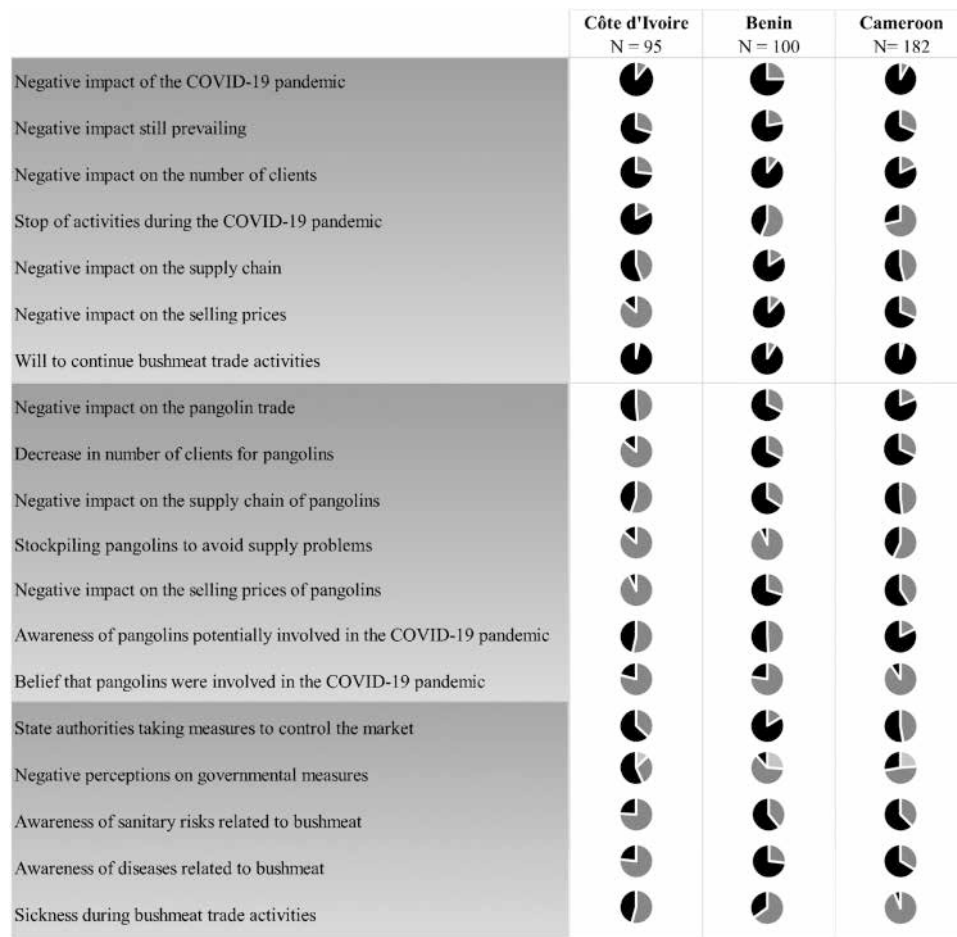 Côte d'Ivoire Benin Cameroon
N = 95 N = 100 N= 182
Negative impact of the COVID-19 pandemic
Negative impact still prevailing
Negative impact on the number of clients
Stop of activities during the COVID-19 pandemic
Negative impact on the supply chain
Negative impact on the selling prices
Will to continue bushmeat trade activities
Negative impact on the pangolin trade
Decrease in number of clients for pangolins
Negative impact on the supply chain of pangolins
Stockpiling pangolins to avoid supply problems
Negative impact on the selling prices of pangolins
Awareness of pangolins potentially involved in the COVID-19 pandemic
Belief that pangolins were involved in the COVID-19 pandemic
State authorities taking measures to control the market
Negative perceptions on governmental measures
Awareness of sanitary risks related to bushmeat
Awareness of diseases related to bushmeat
Sickness during bushmeat trade activities